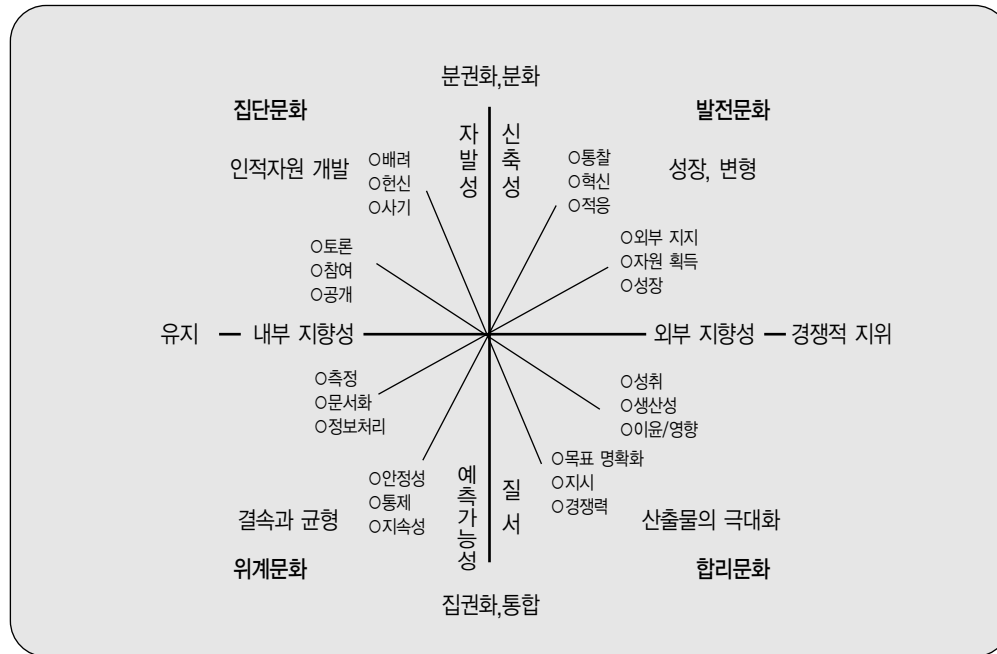 분권화,분화
집단문화
발전문화
자발성
신축성
인적자원 개발
○배려
○헌신
○사기
○통찰
○혁신
○적응
성장, 변형
○토론
○참여
○공개
○외부 지지
○자원 획득
○성장
유지
내부 지향성
외부 지향성
경쟁적 지위
○측정
○문서화
○정보처리
○성취
○생산성
○이윤/영향
○안정성
○통제
○지속성
예측가능성
질서
○목표 명확화
○지시
○경쟁력
결속과 균형
산출물의 극대화
위계문화
합리문화
집권화,통합